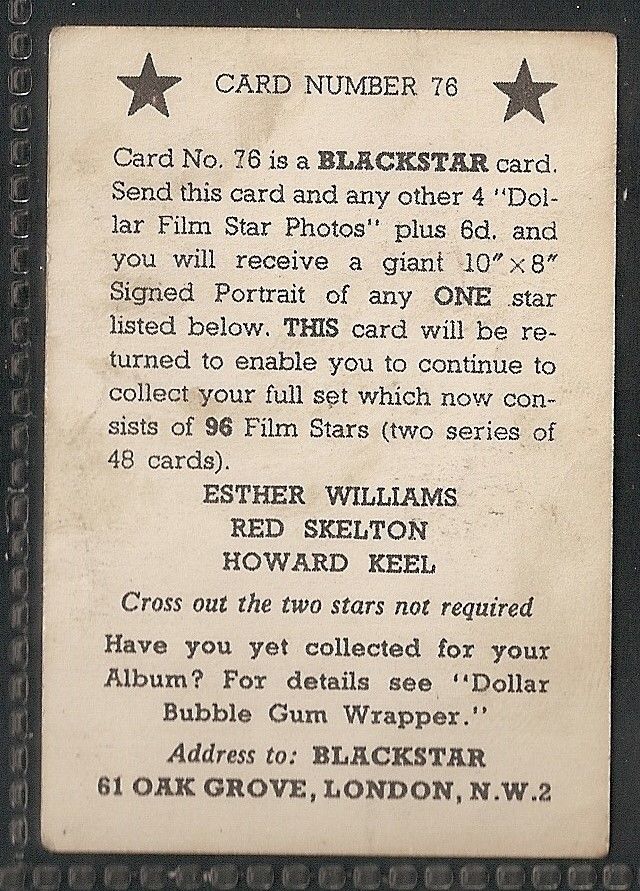 CARD NUMBER 76
Card No. 76 is a BLACKSTAR card.
Send this card and any other 4 "Dol-
lar Film Star Photos" plus 6d. and
you will receive a giant 10" × 8"
Signed Portrait of any ONE star
listed below. THIS card will be re-
turned to enable you to continue to
collect your full set which now con-
sists of 96 Film Stars (two series of
48 cards).
ESTHER WILLIAMS
RED SKELTON
HOWARD KEEL
Cross out the two stars not required
Have you yet collected for your
Album? For details see "Dollar
Bubble Gum Wrapper."
Address to: BLACKSTAR
61 OAK GROVE, LONDON, N.W.2